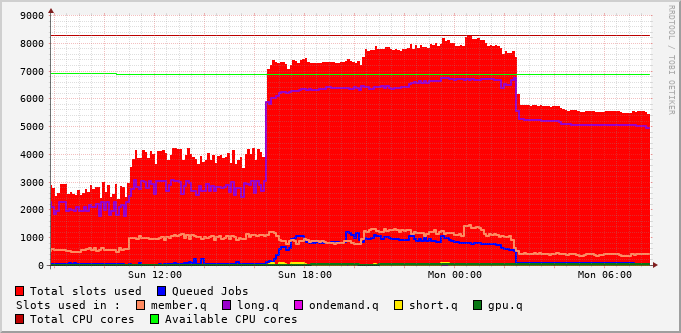 9000
8000
7000
6000
5000
4000
3000
2000
1000
0
Sun 12:00 Sun 18:00 Mon 00:00 Mon 06:00
RRDTOOL / TOBI OETIKER
Total slots used Queued Jobs
Slots used in : member.q long.q ondemand.q short.q gpu.q
Total CPU cores Available CPU cores